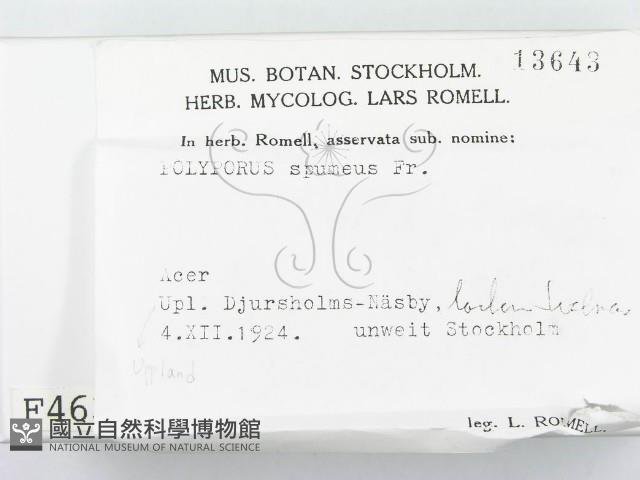 13643
MUS. BOTAN. STOCKHOLM.
HERB. MYCOLOG. LARS ROMELL.
In herb. Romell, asservata sub. nomine:
POLYPORUS spumeus Fr.
Acer
Upl. Djursholms-Näsby,
4.XII.1924. unweit Stockholm
Uppland
F46
leg. L. ROMELL.
國立自然科學博物館
NATIONAL MUSEUM OF NATURAL SCIENCE